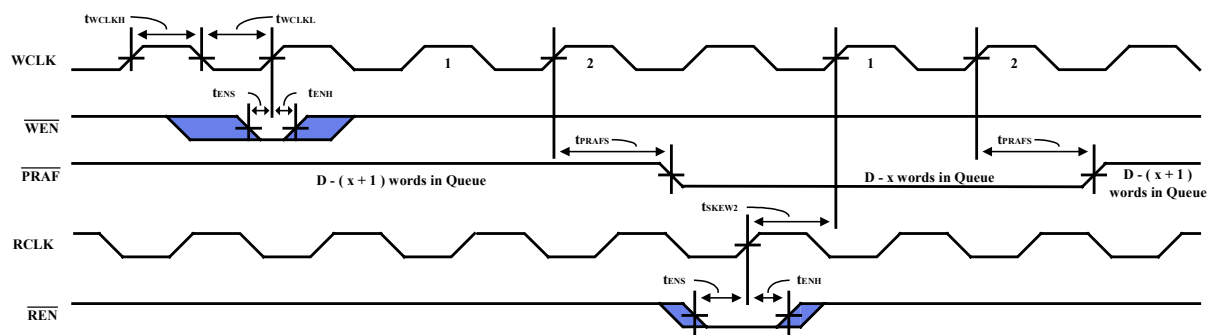 tWCLKH tWCLKL
WCLK 1 2 1 2
tENS tENH
WEN
tPRAFS tPRAFS
PRAF
D - ( x + 1 ) words in Queue D - x words in Queue D - ( x + 1 )
words in Queue
tSKEW2
RCLK
tENS tENH
REN